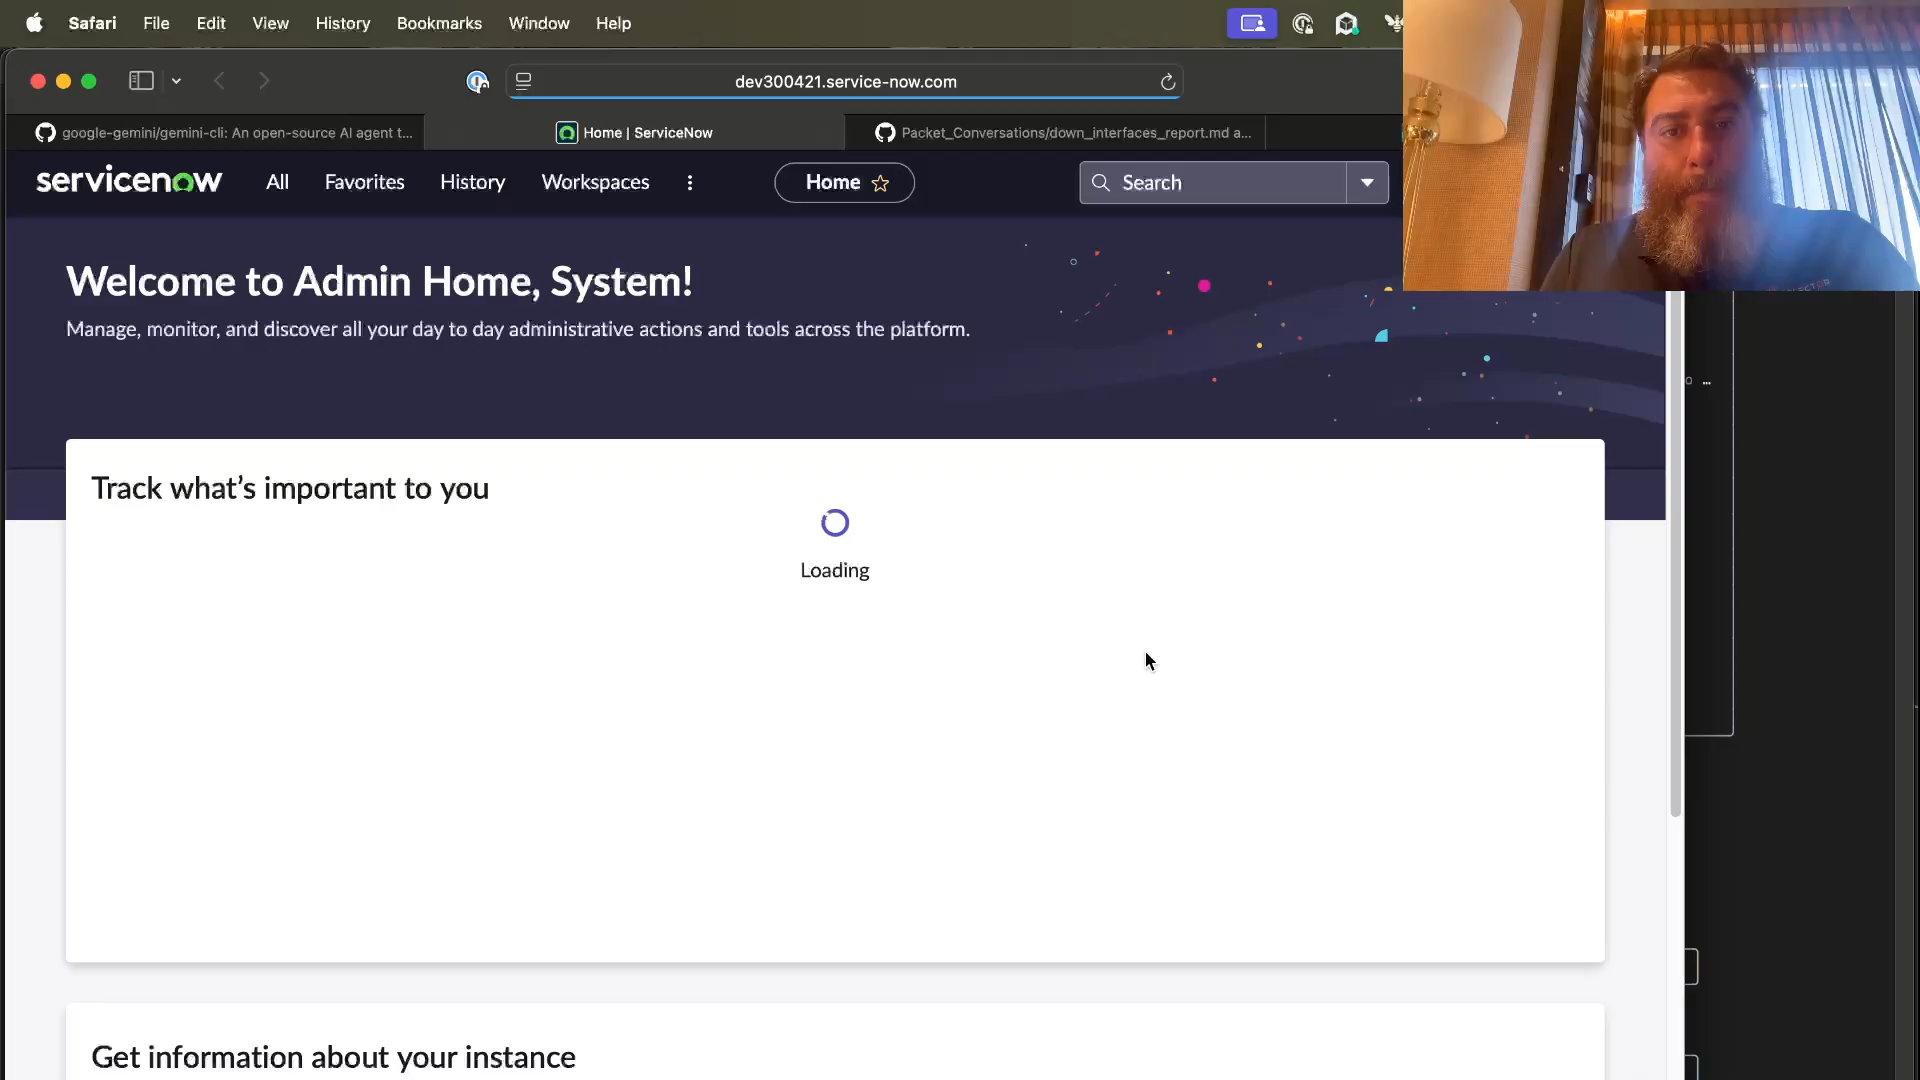 Safari File Edit View History Bookmarks Window Help
dev300421.service-now.com
google-gemini/gemini-cli: An open-source AI agent t...
Home | ServiceNow
Packet_Conversations/down_interfaces_report.md a...
servicenow All Favorites History Workspaces
Home
Search
Welcome to Admin Home, System!
Manage, monitor, and discover all your day to day administrative actions and tools across the platform.
Track what's important to you
Loading
Get information about your instance